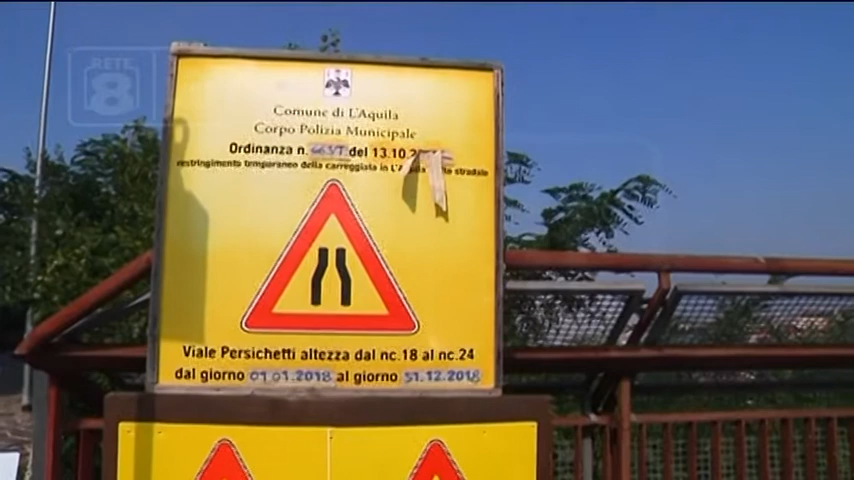 RETE
8
Comune di L'Aquila
Corpo Polizia Municipale
Ordinanza n. del 13.10.
restringimento temporaneo della carreggiata in stradale
Viale Persichetti altezza dal nc.18 al nc.24
dal giorno 01.01.2018 al giorno 31.12.2018